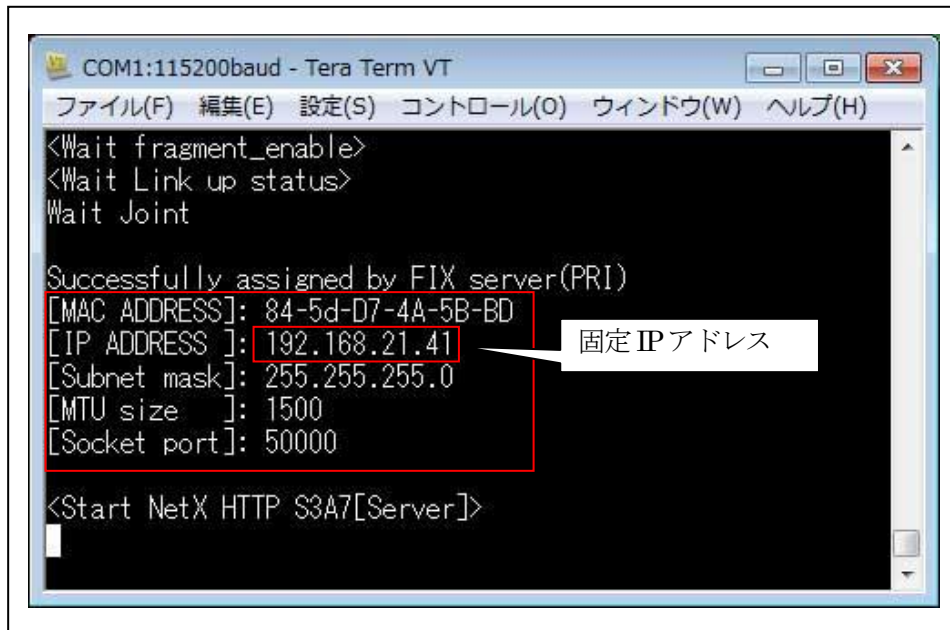 COM1:115200baud - Tera Term VT
ファイル(F) 編集(E) 設定(S) コントロール(O) ウィンドウ(W) ヘルプ(H)
<Wait fragment_enable>
<Wait Link up status>
Wait Joint
Successfully assigned by FIX server(PRI)
[MAC ADDRESS]: 84-5d-D7-4A-5B-BD
[IP ADDRESS ]: 192.168.21.41
固定IPアドレス
[Subnet mask]: 255.255.255.0
[MTU size   ]: 1500
[Socket port]: 50000
<Start NetX HTTP S3A7[Server]>